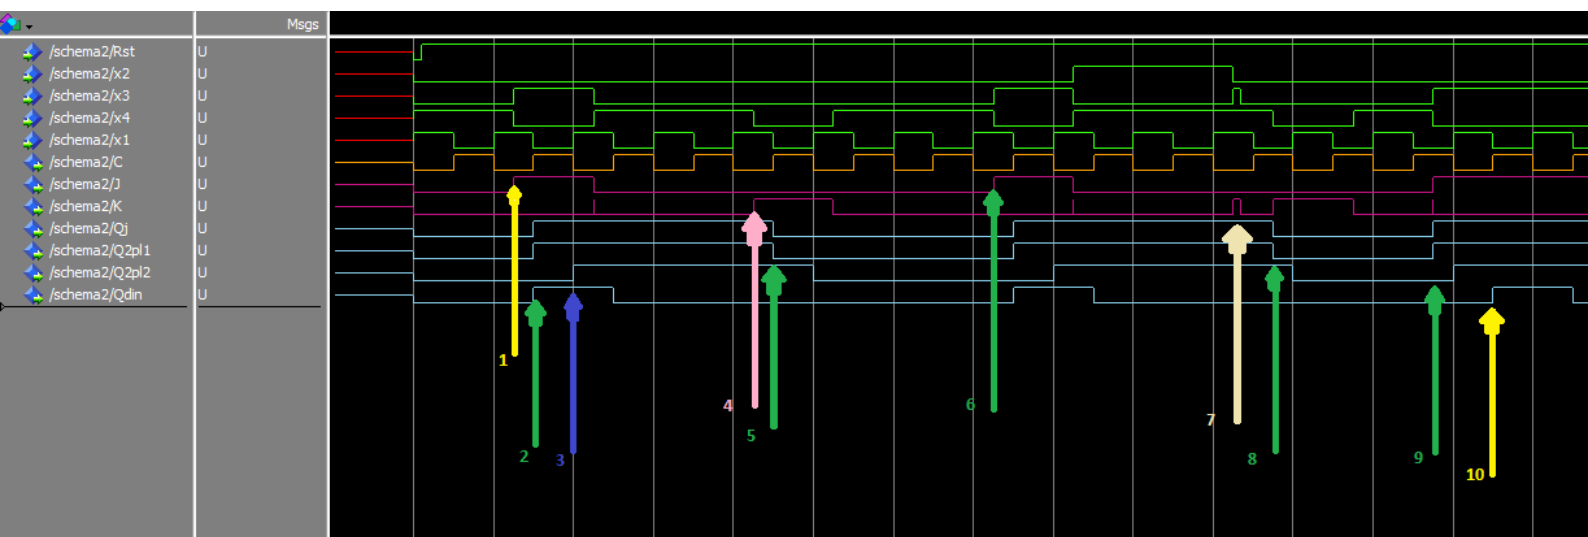 Msgs
/schema2/Rst U
/schema2/x2 U
/schema2/x3 U
/schema2/x4 U
/schema2/x1 U
/schema2/C U
/schema2/J U
/schema2/K U
/schema2/Qj U
/schema2/Q2pl1 U
/schema2/Q2pl2 U
/schema2/Qdin U
1
4
6
7
5
2
3
8
9
10